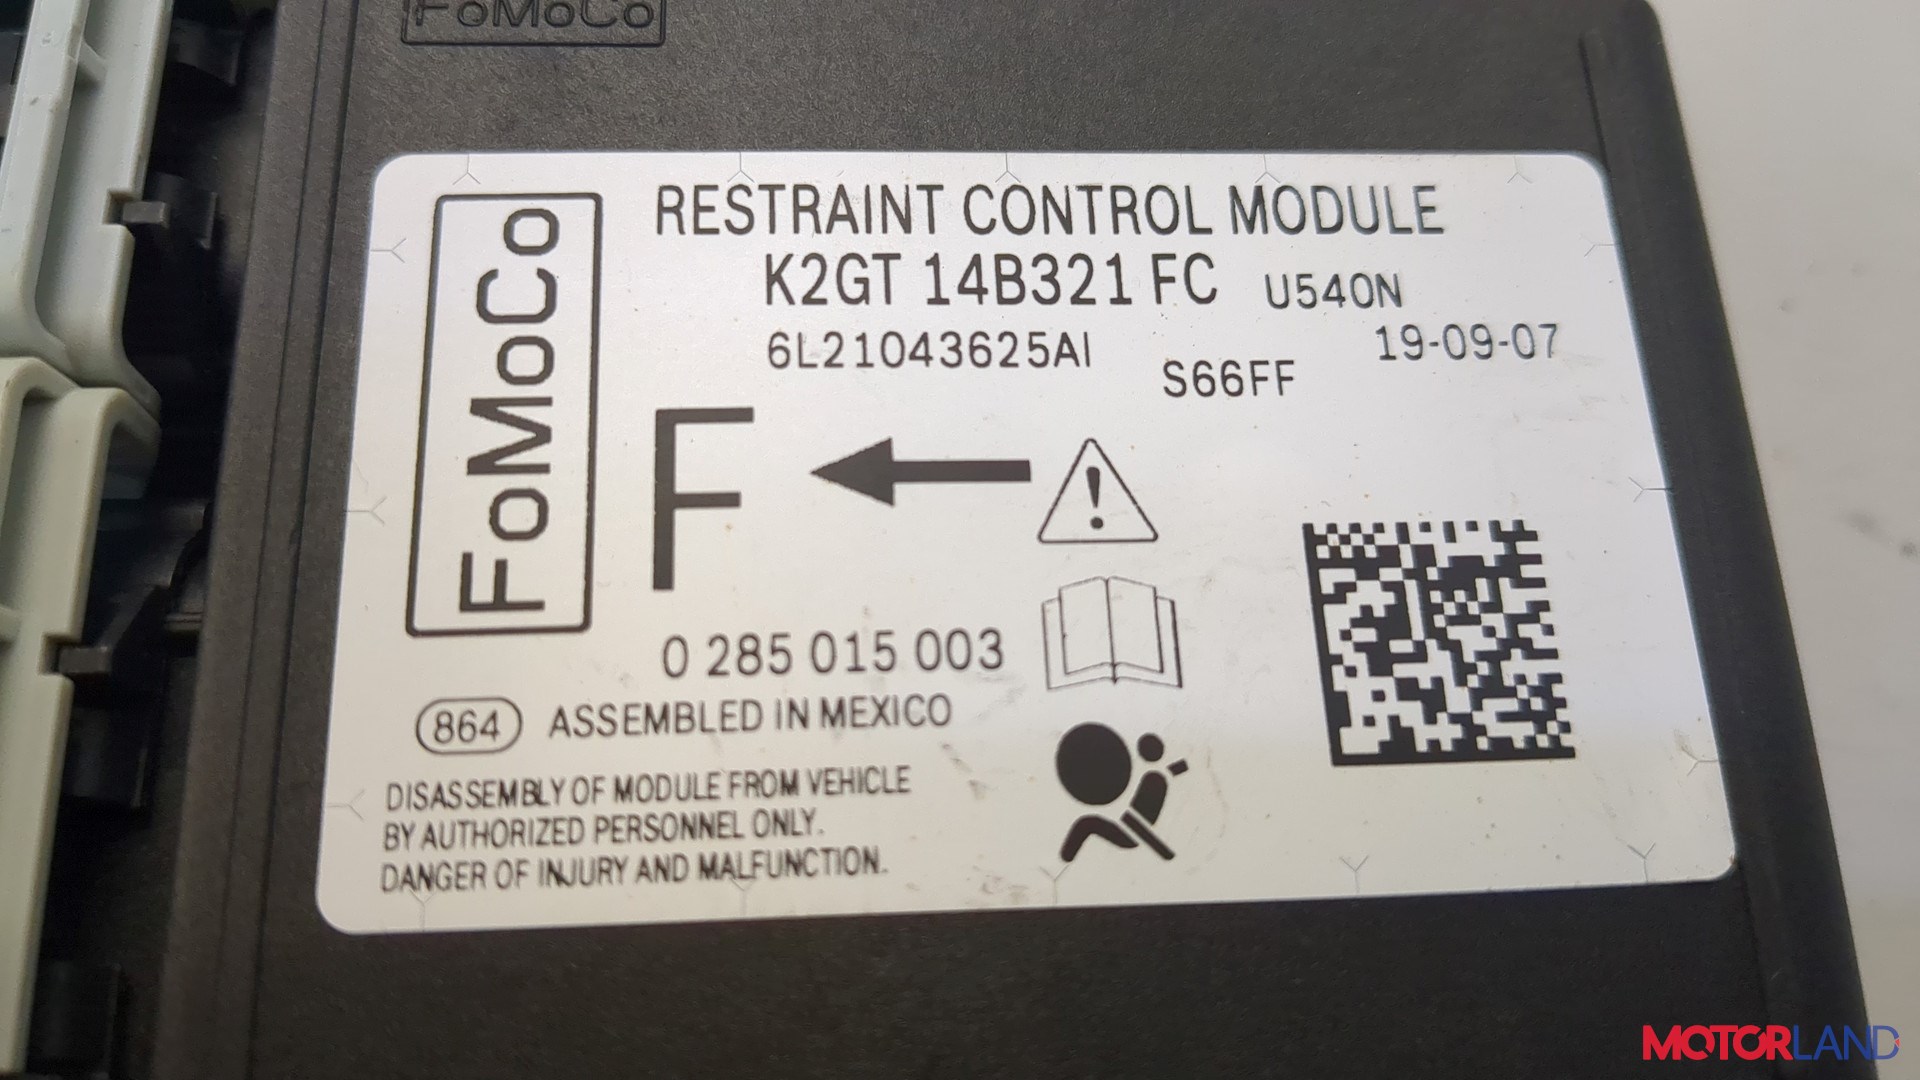 FoMoCo
FoMoCo
RESTRAINT CONTROL MODULE
K2GT 14B321 FC U540N
6L21043625AI S66FF 19-09-07
F
0 285 015 003
864 ASSEMBLED IN MEXICO
DISASSEMBLY OF MODULE FROM VEHICLE
BY AUTHORIZED PERSONNEL ONLY.
DANGER OF INJURY AND MALFUNCTION.
MOTORLAND